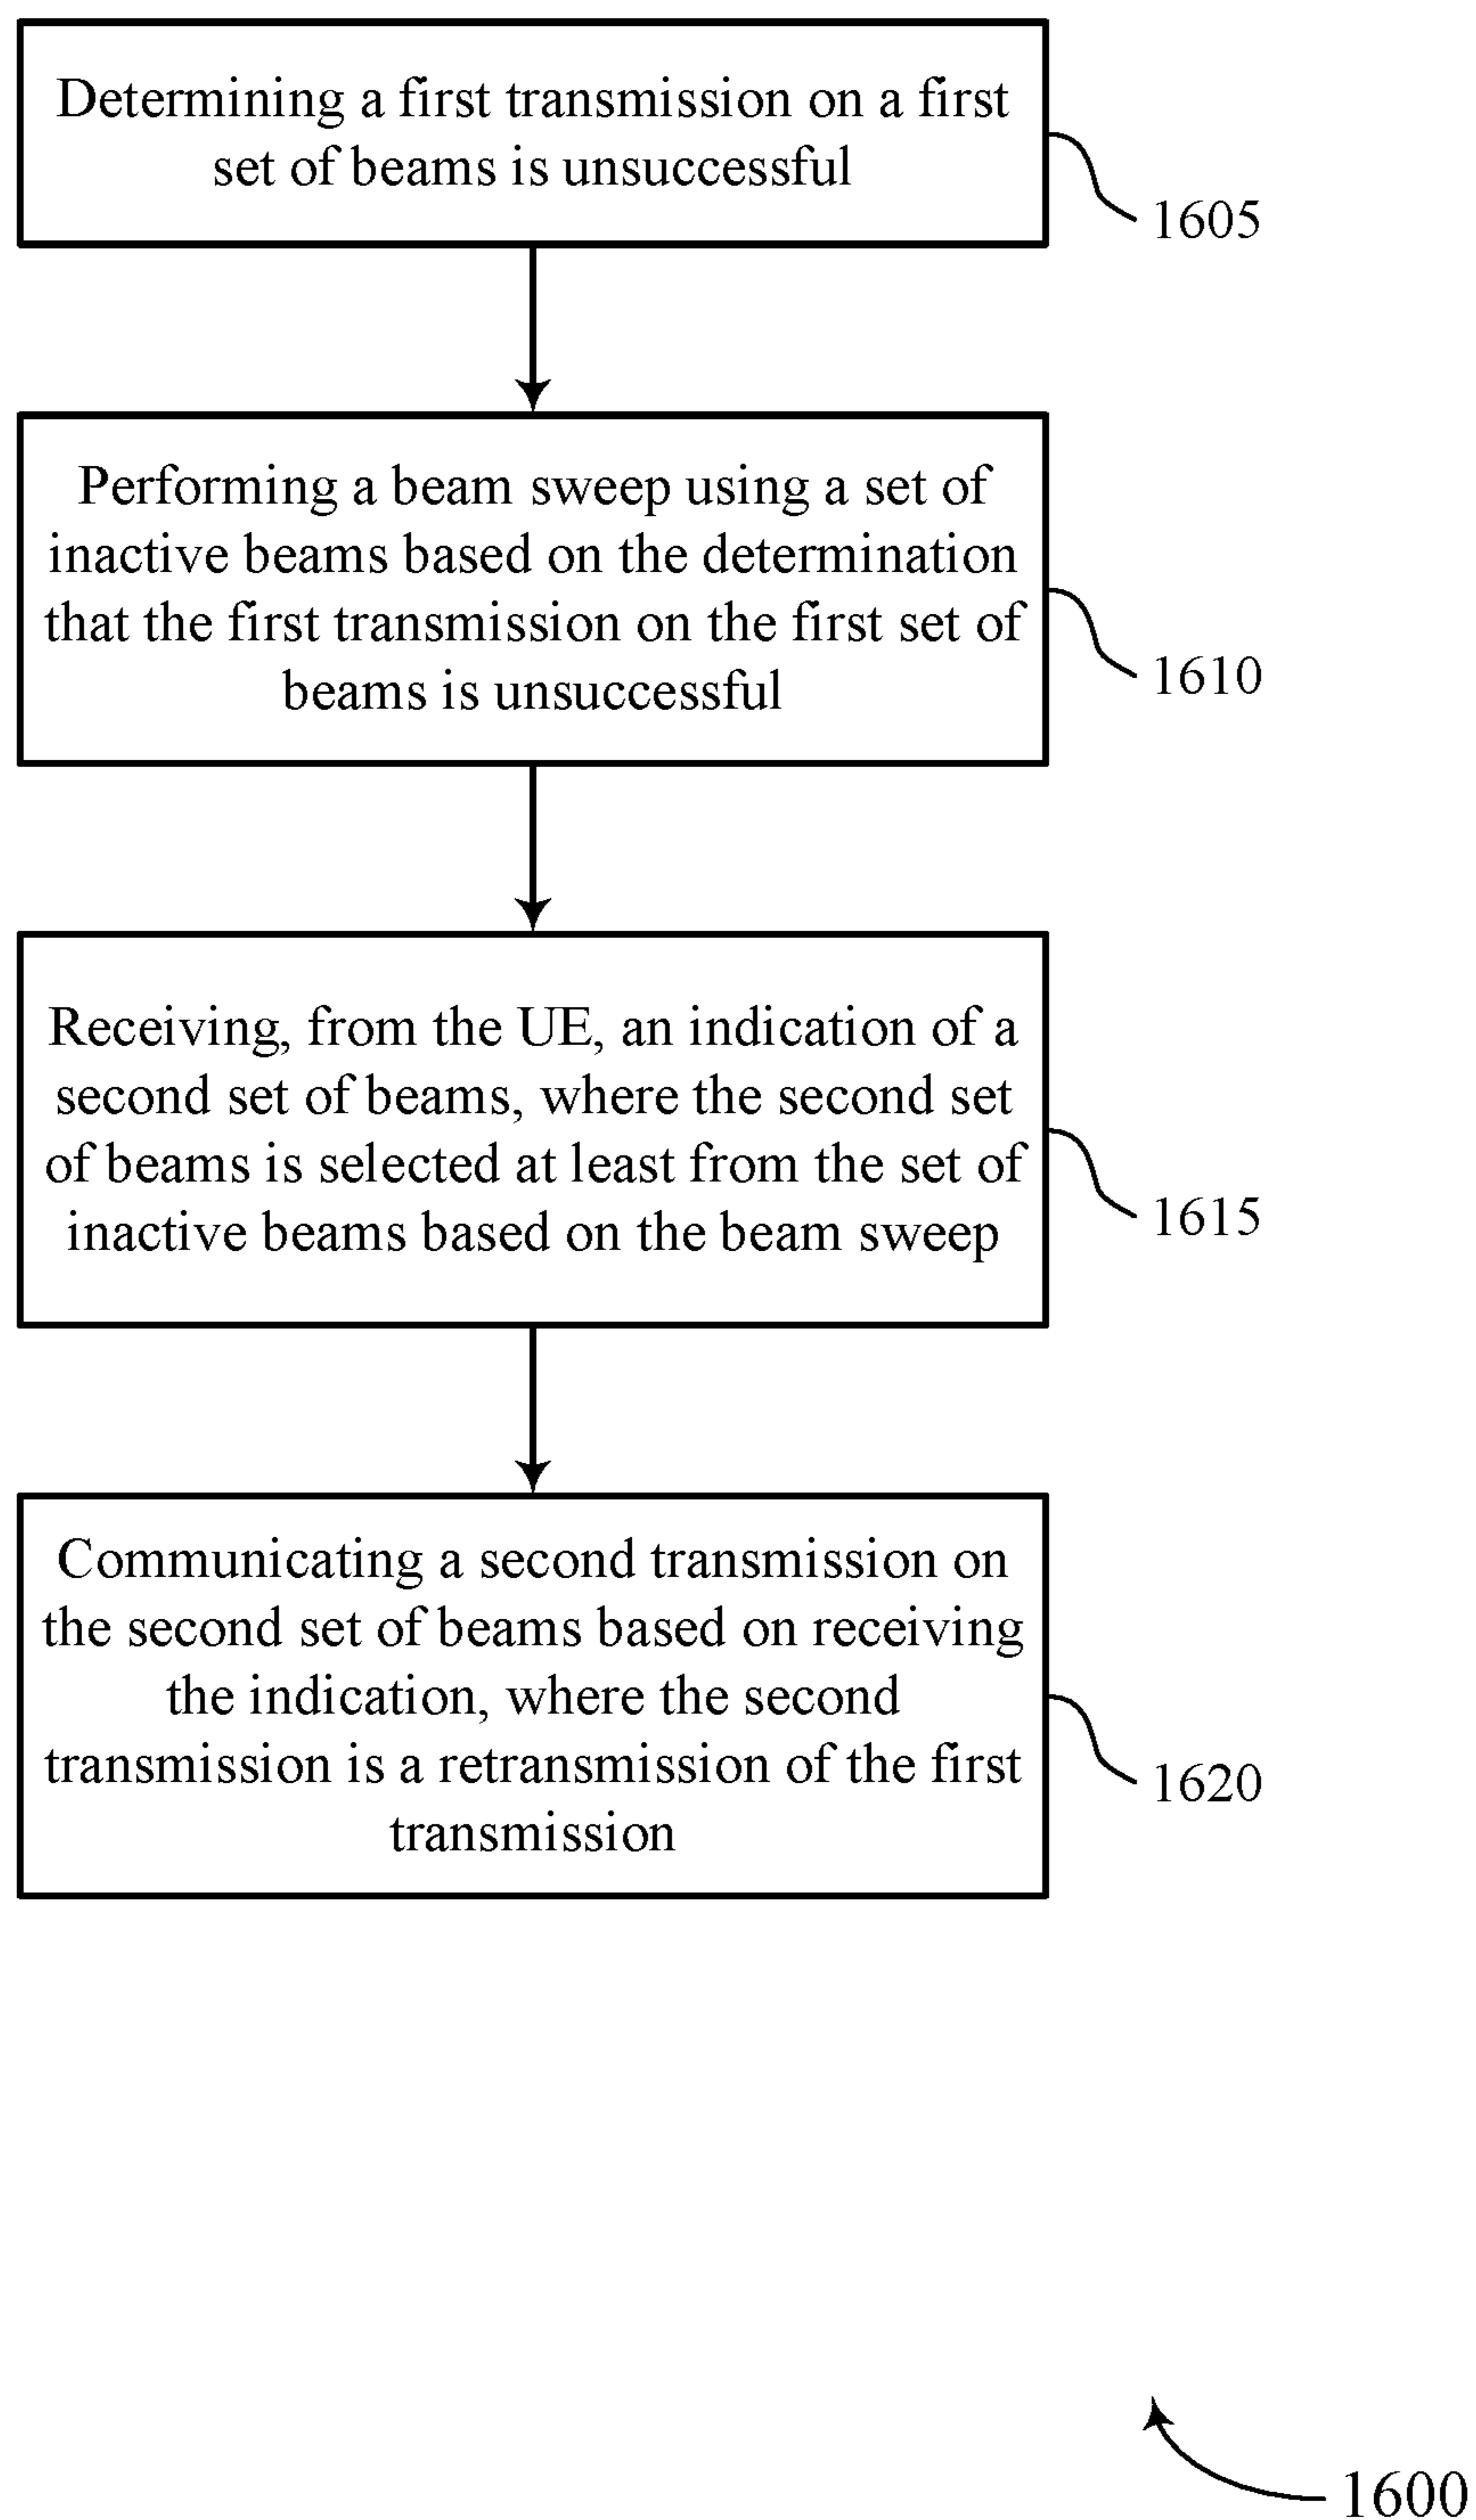 Determining a first transmission on a first
set of beams is unsuccessful
1605
Performing a beam sweep using a set of
inactive beams based on the determination
that the first transmission on the first set of
beams is unsuccessful
1610
Receiving, from the UE, an indication of a
second set of beams, where the second set
of beams is selected at least from the set of
inactive beams based on the beam sweep
1615
Communicating a second transmission on
the second set of beams based on receiving
the indication, where the second
transmission is a retransmission of the first
transmission
1620
1600